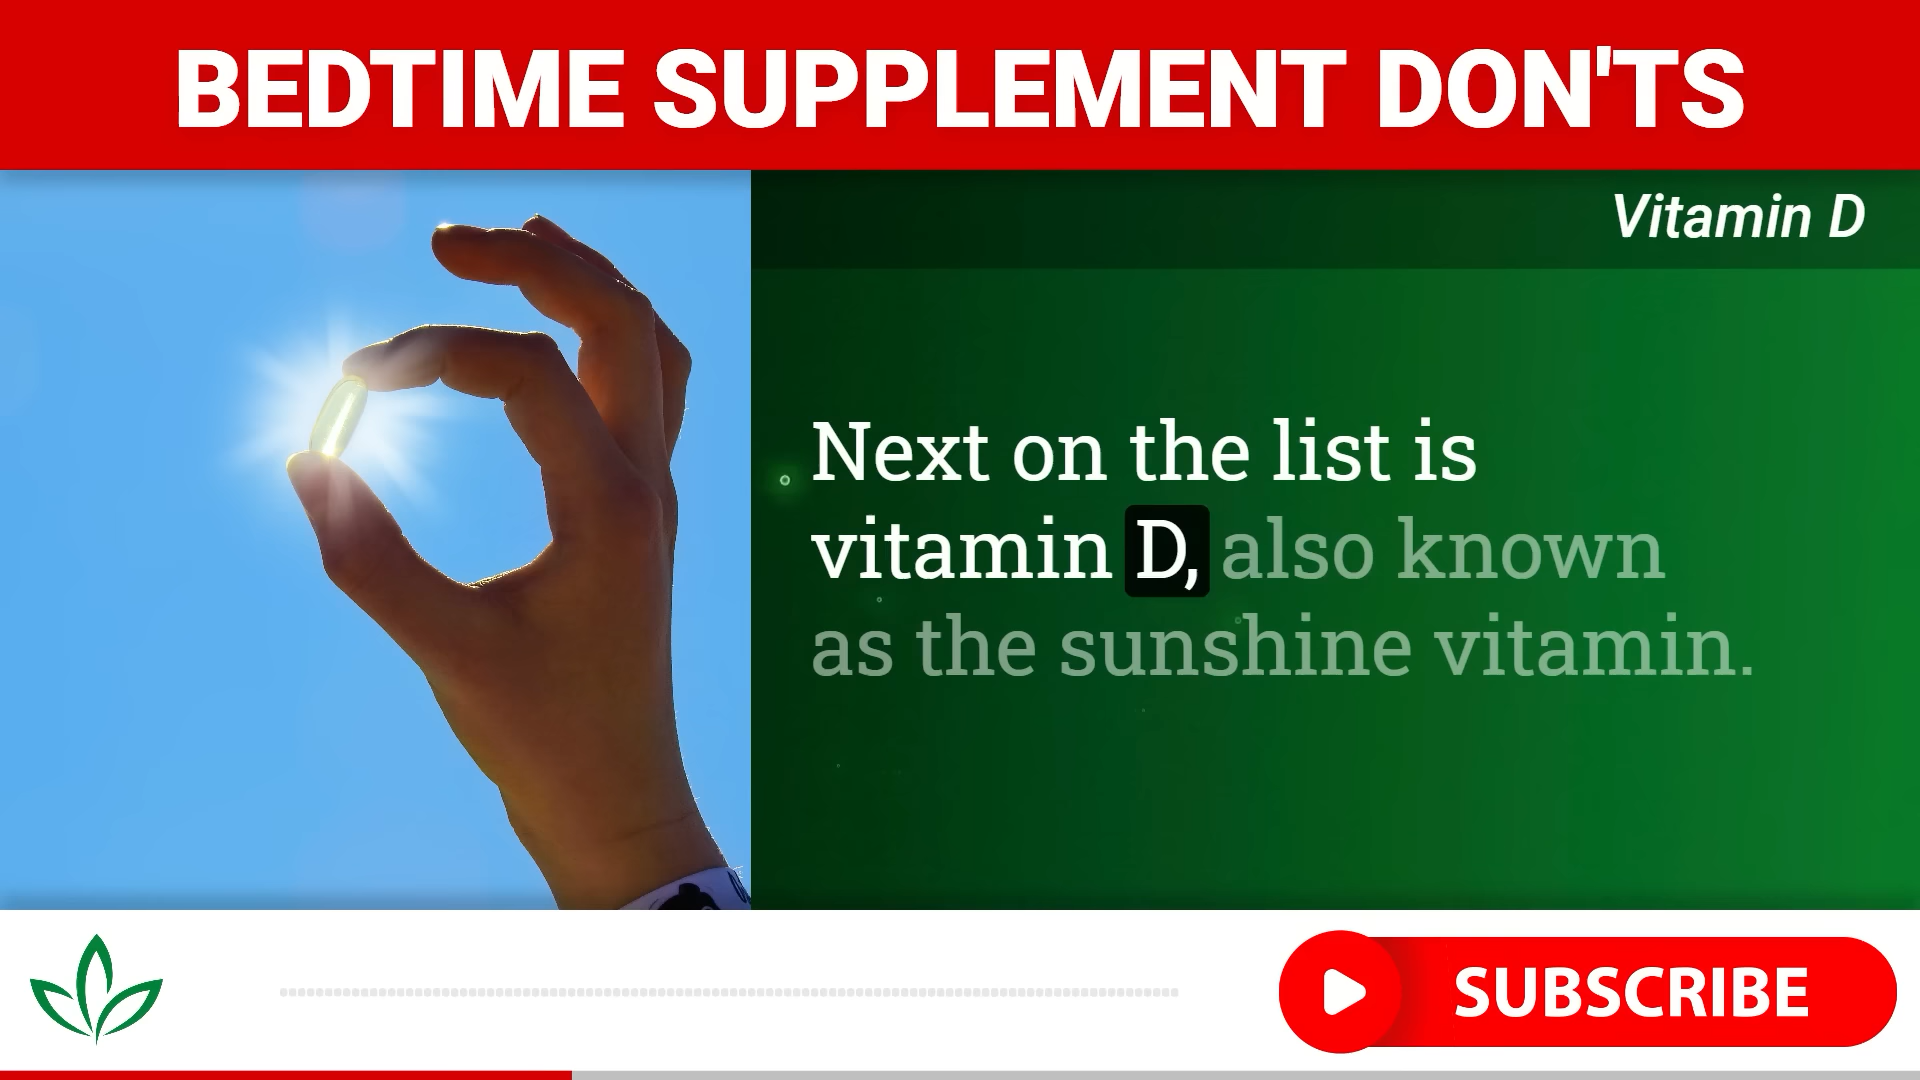 BEDTIME SUPPLEMENT DON'TS
Vitamin D
Next on the list is
vitamin D, also known
as the sunshine vitamin.
SUBSCRIBE